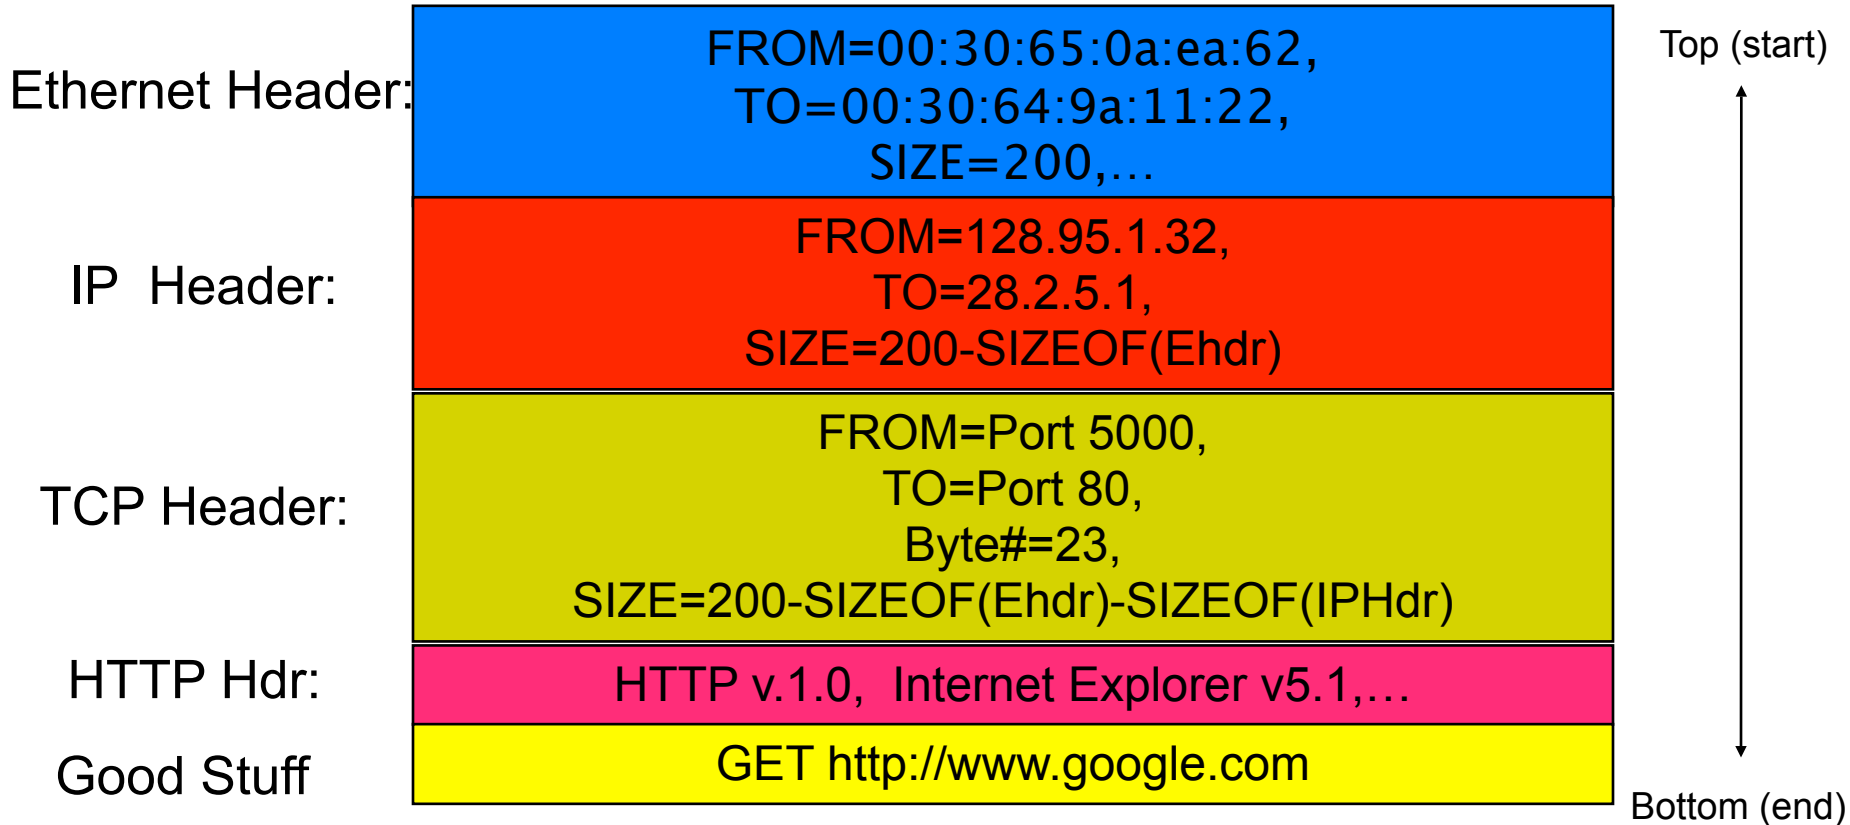 Ethernet Header:
FROM=00:30:65:0a:ea:62,
TO=00:30:64:9a:11:22,
SIZE=200,…
Top (start)
IP Header:
FROM=128.95.1.32,
TO=28.2.5.1,
SIZE=200-SIZEOF(Ehdr)
TCP Header:
FROM=Port 5000,
TO=Port 80,
Byte#=23,
SIZE=200-SIZEOF(Ehdr)-SIZEOF(IPHdr)
HTTP Hdr:
HTTP v.1.0, Internet Explorer v5.1,…
Good Stuff
GET http://www.google.com
Bottom (end)